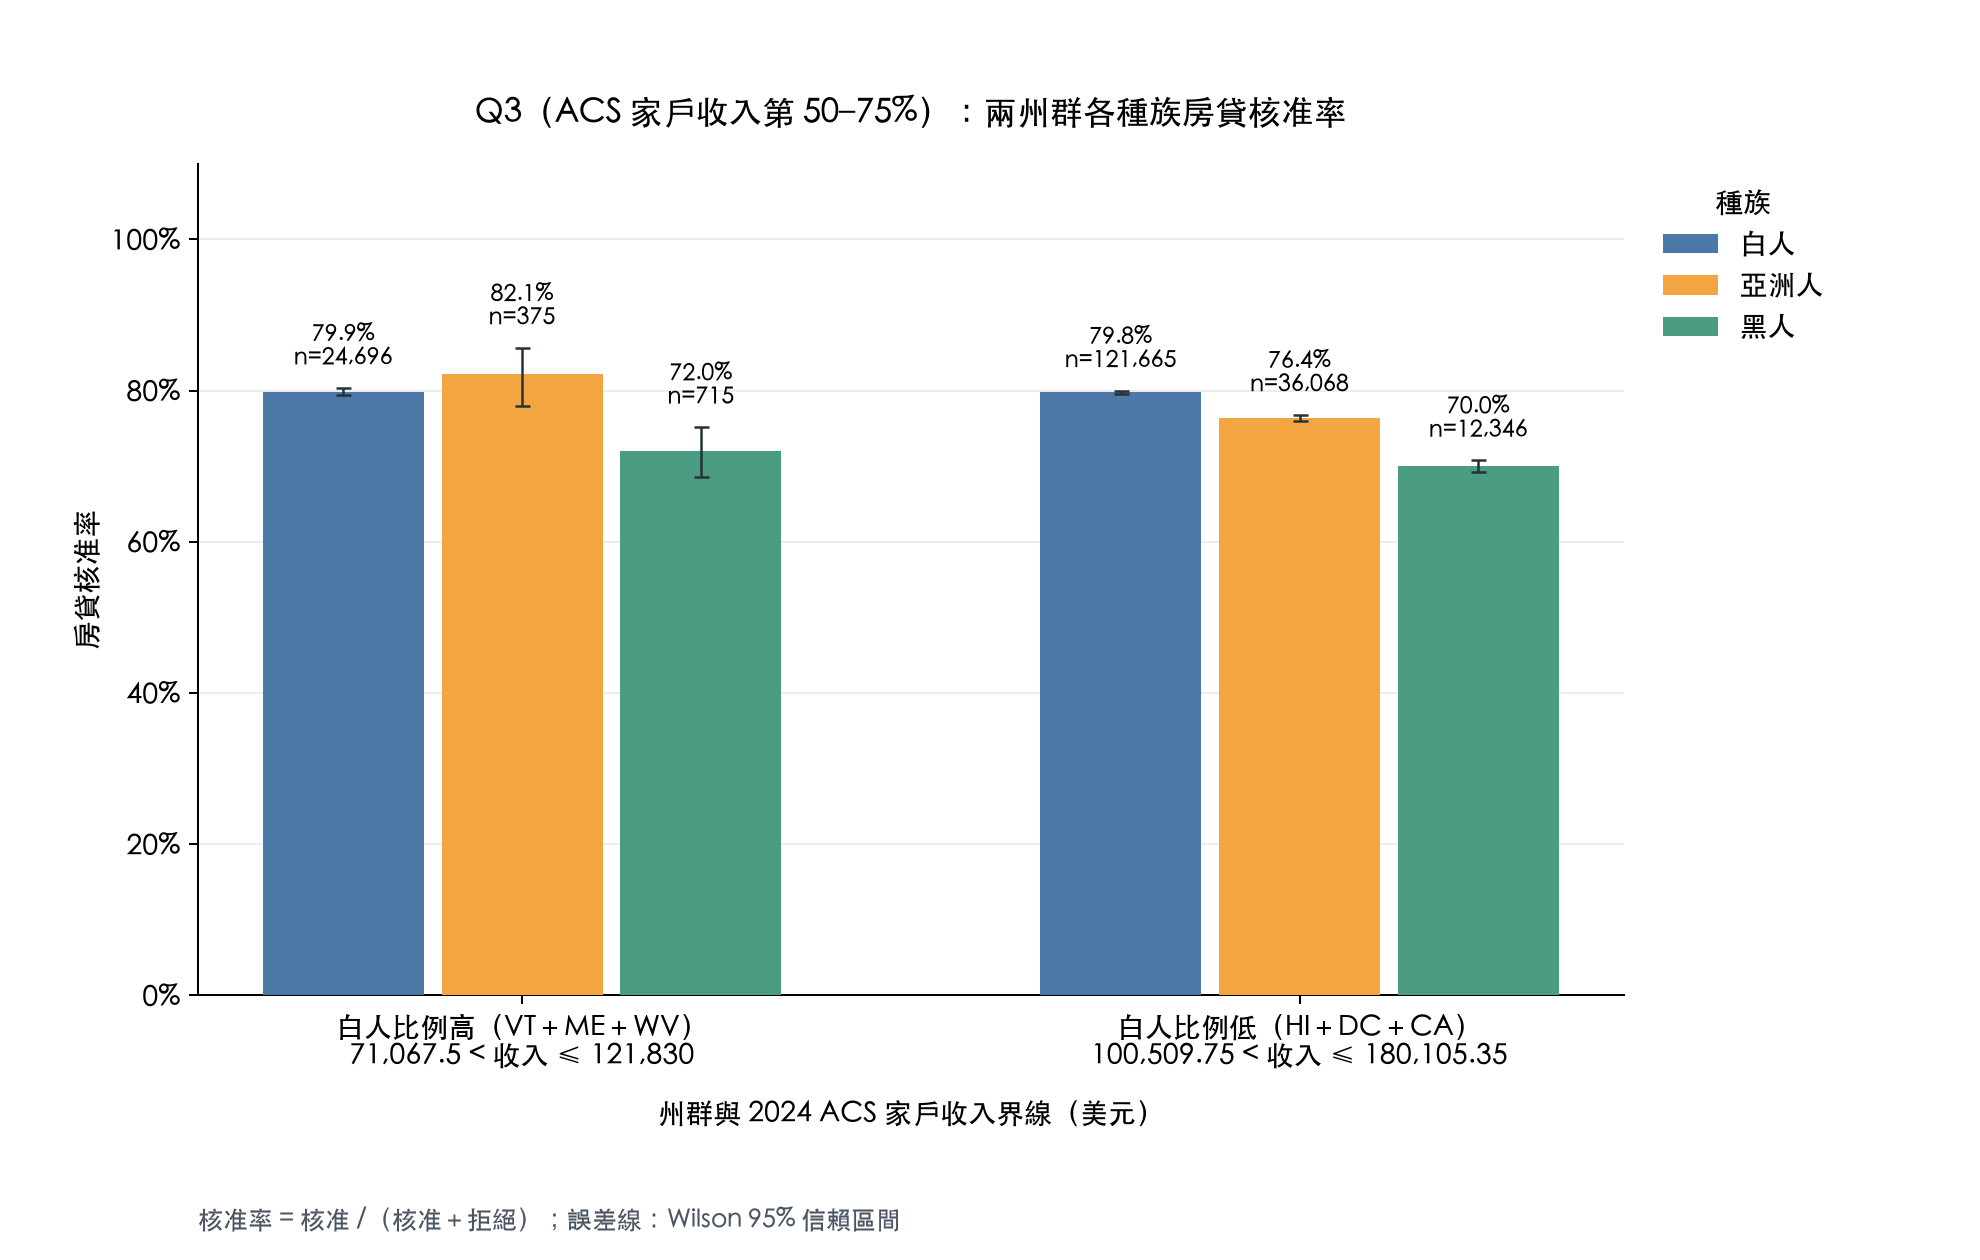 Q3（ACS 家戶收入第 50–75%）：兩州群各種族房貸核准率
種族
白人
亞洲人
黑人
房貸核准率
100%
80%
60%
40%
20%
0%
79.9%
n=24,696
82.1%
n=375
72.0%
n=715
79.8%
n=121,665
76.4%
n=36,068
70.0%
n=12,346
白人比例高（VT + ME + WV）
71,067.5 < 收入 ≤ 121,830
白人比例低（HI + DC + CA）
100,509.75 < 收入 ≤ 180,105.35
州群與 2024 ACS 家戶收入界線（美元）
核准率 = 核准 /（核准 + 拒絕）；誤差線：Wilson 95% 信賴區間